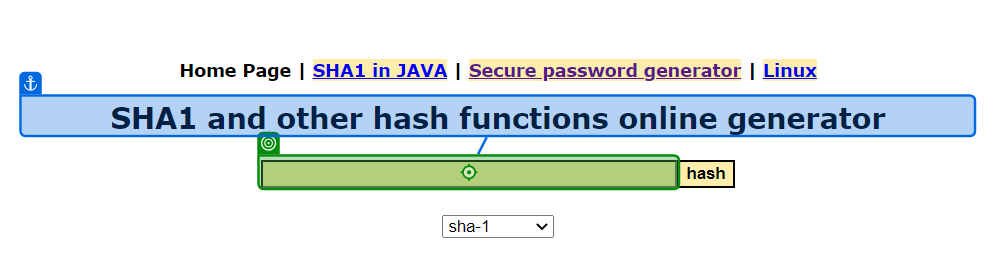 Home Page | SHA1 in JAVA | Secure password generator | Linux
SHA1 and other hash functions online generator
hash
sha-1